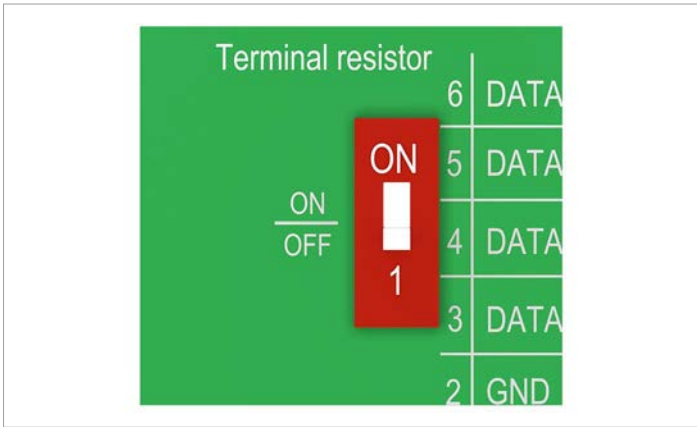 Terminal resistor
6 DATA
ON
5 DATA
ON
OFF
4 DATA
1
3 DATA
2 GND